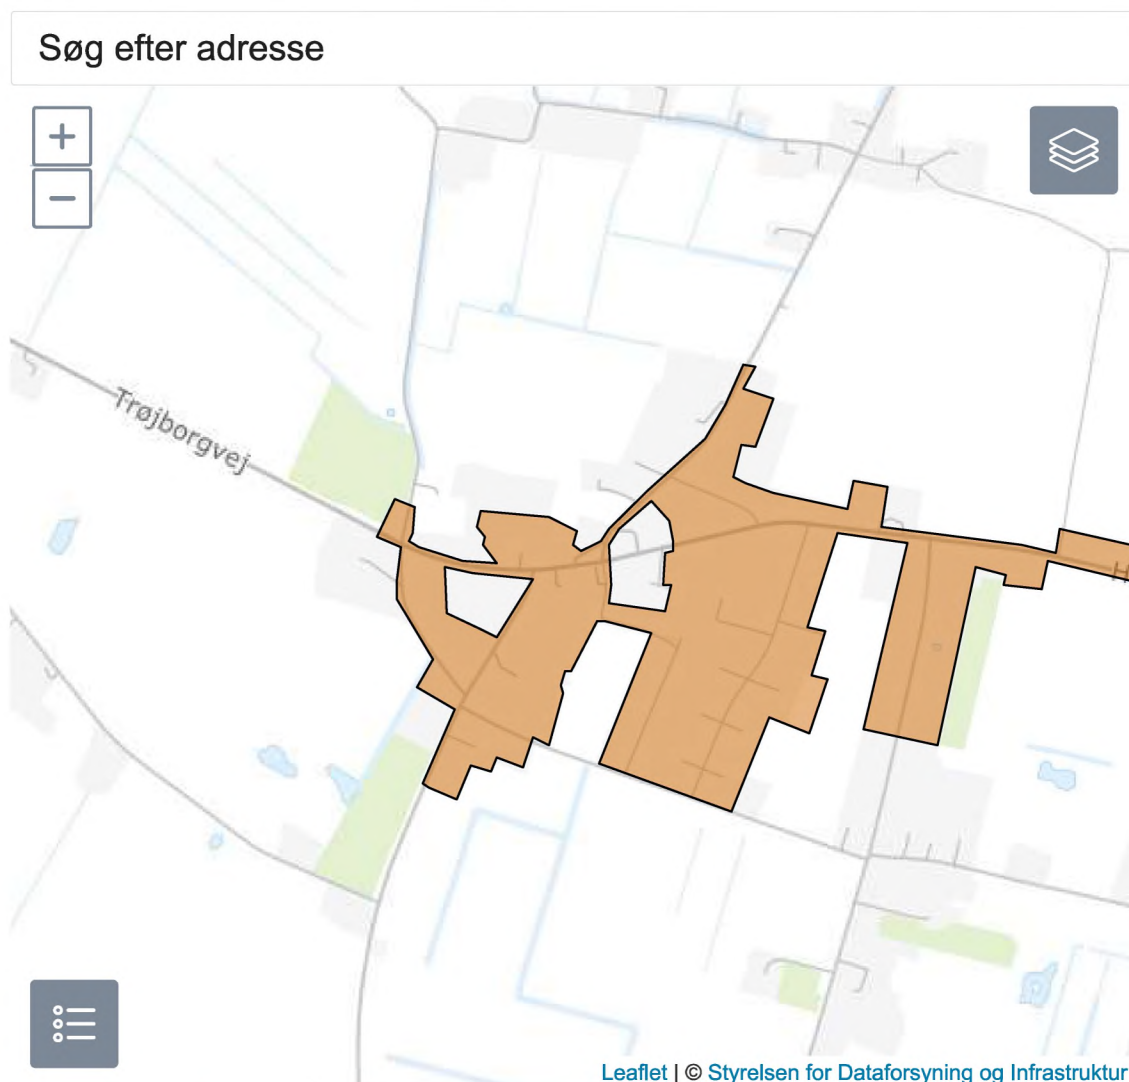 Søg efter adresse
+
−
Trøjborgvej
H
Leaflet | © Styrelsen for Dataforsyning og Infrastruktur